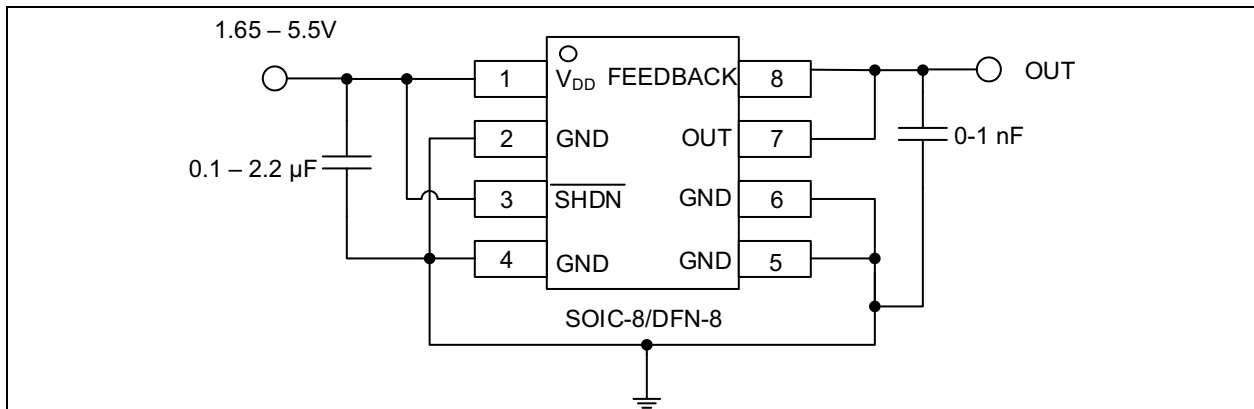 1.65 – 5.5V
1
V_DD
FEEDBACK
8
OUT
2
GND
OUT
7
0-1 nF
0.1 – 2.2 µF
3
SHDN
GND
6
4
GND
GND
5
SOIC-8/DFN-8